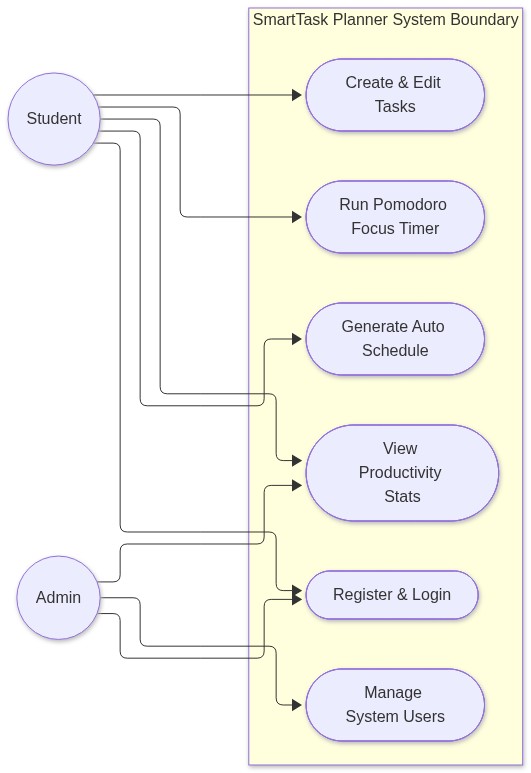 SmartTask Planner System Boundary
Student
Create & Edit
Tasks
Run Pomodoro
Focus Timer
Generate Auto
Schedule
View
Productivity
Stats
Admin
Register & Login
Manage
System Users